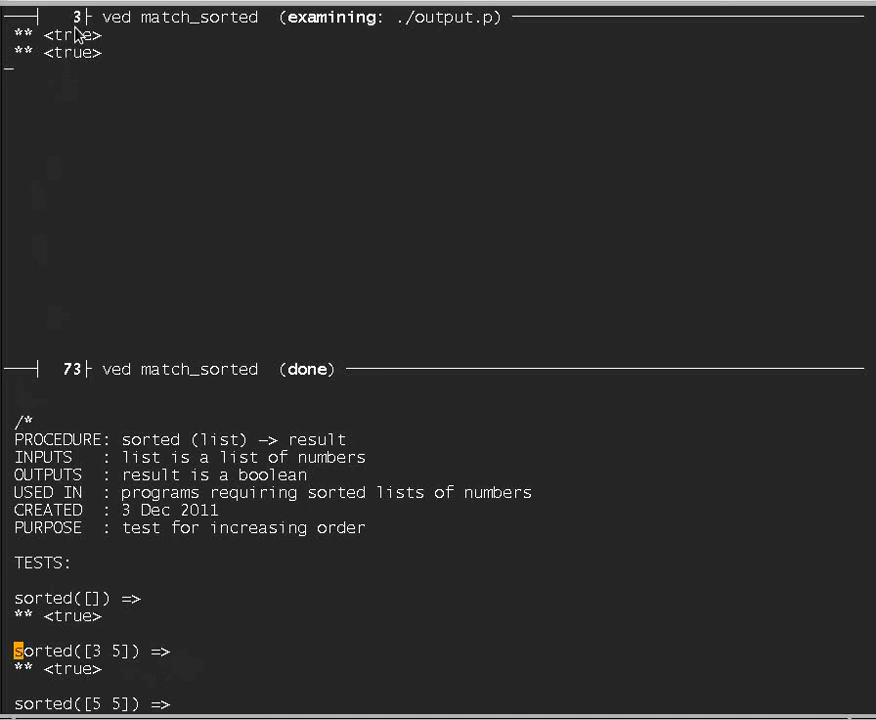 3 ved match_sorted (examining: ./output.p)
** <true>
** <true>
73 ved match_sorted (done)
/*
PROCEDURE: sorted (list) -> result
INPUTS   : list is a list of numbers
OUTPUTS  : result is a boolean
USED IN  : programs requiring sorted lists of numbers
CREATED  : 3 Dec 2011
PURPOSE  : test for increasing order
TESTS:
sorted([]) =>
** <true>
sorted([3 5]) =>
** <true>
sorted([5 5]) =>